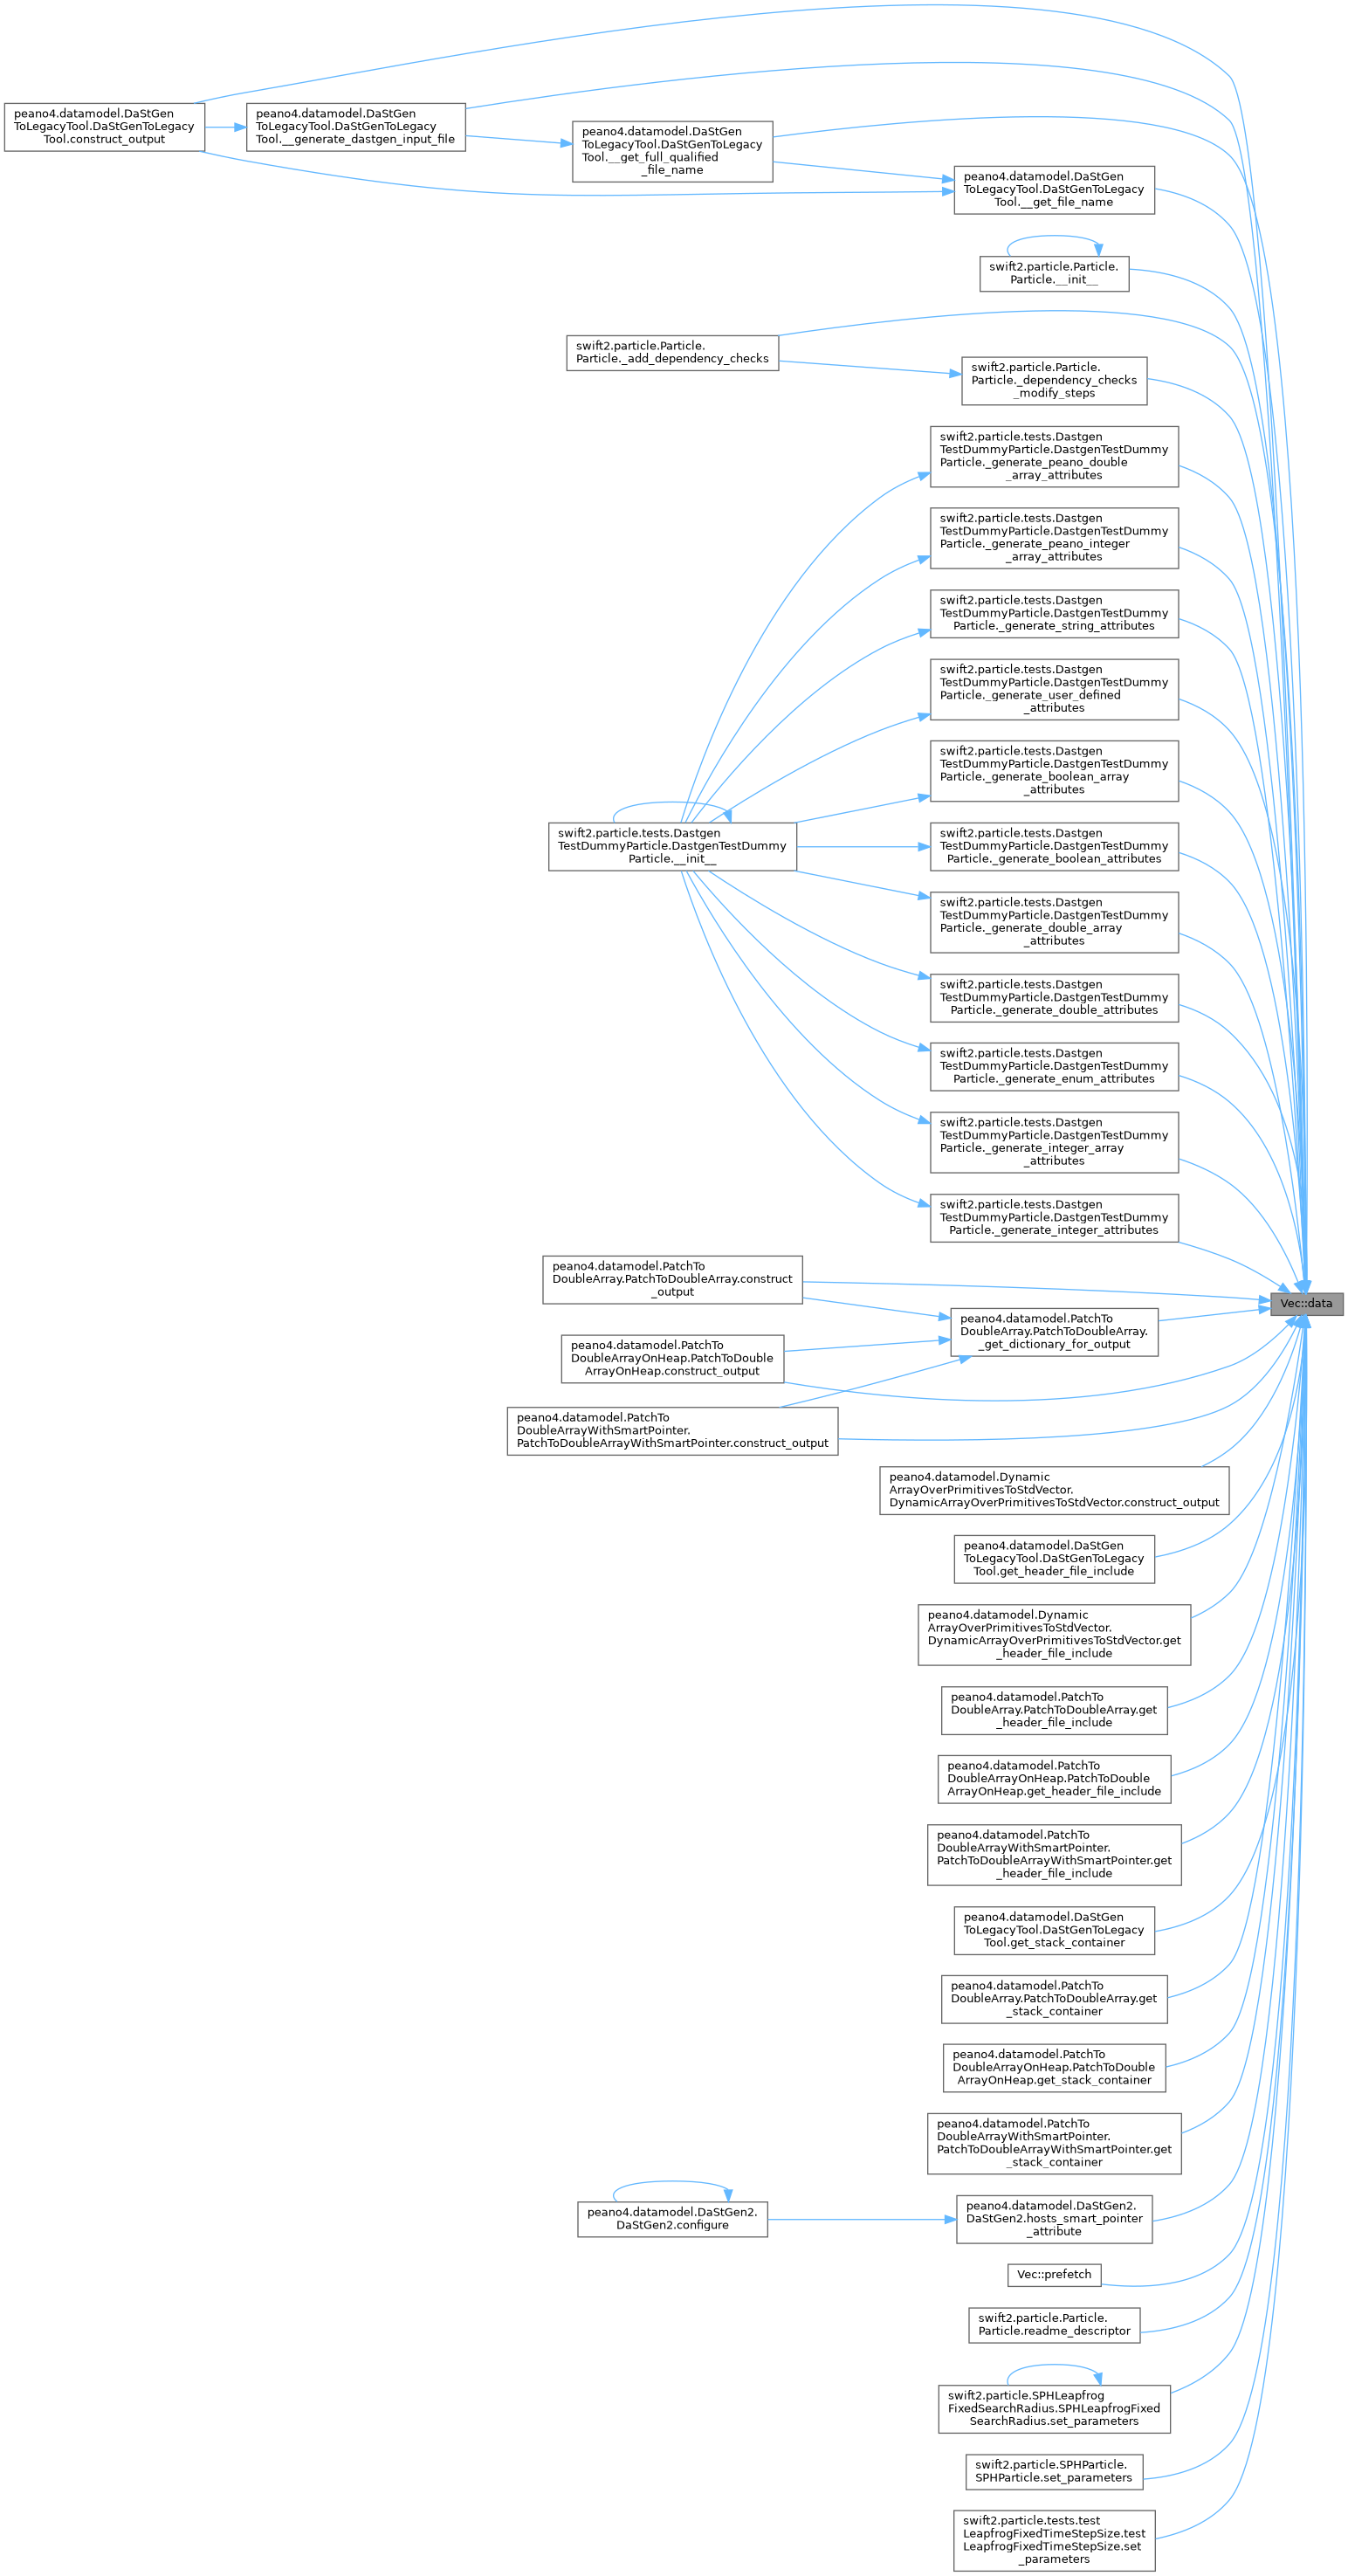 peano4.datamodel.DaStGen
ToLegacyTool.DaStGenToLegacy
Tool.construct_output
peano4.datamodel.DaStGen
ToLegacyTool.DaStGenToLegacy
Tool.__generate_dastgen_input_file
peano4.datamodel.DaStGen
ToLegacyTool.DaStGenToLegacy
Tool.__get_full_qualified
_file_name
peano4.datamodel.DaStGen
ToLegacyTool.DaStGenToLegacy
Tool.__get_file_name
swift2.particle.Particle.
Particle.__init__
swift2.particle.Particle.
Particle._add_dependency_checks
swift2.particle.Particle.
Particle._dependency_checks
_modify_steps
swift2.particle.tests.Dastgen
TestDummyParticle.DastgenTestDummy
Particle._generate_peano_double
_array_attributes
swift2.particle.tests.Dastgen
TestDummyParticle.DastgenTestDummy
Particle._generate_peano_integer
_array_attributes
swift2.particle.tests.Dastgen
TestDummyParticle.DastgenTestDummy
Particle._generate_string_attributes
swift2.particle.tests.Dastgen
TestDummyParticle.DastgenTestDummy
Particle._generate_user_defined
_attributes
swift2.particle.tests.Dastgen
TestDummyParticle.DastgenTestDummy
Particle._generate_boolean_array
_attributes
swift2.particle.tests.Dastgen
TestDummyParticle.DastgenTestDummy
Particle.__init__
swift2.particle.tests.Dastgen
TestDummyParticle.DastgenTestDummy
Particle._generate_boolean_attributes
swift2.particle.tests.Dastgen
TestDummyParticle.DastgenTestDummy
Particle._generate_double_array
_attributes
swift2.particle.tests.Dastgen
TestDummyParticle.DastgenTestDummy
Particle._generate_double_attributes
swift2.particle.tests.Dastgen
TestDummyParticle.DastgenTestDummy
Particle._generate_enum_attributes
swift2.particle.tests.Dastgen
TestDummyParticle.DastgenTestDummy
Particle._generate_integer_array
_attributes
swift2.particle.tests.Dastgen
TestDummyParticle.DastgenTestDummy
Particle._generate_integer_attributes
peano4.datamodel.PatchTo
DoubleArray.PatchToDoubleArray.construct
_output
Vec::data
peano4.datamodel.PatchTo
DoubleArray.PatchToDoubleArray.
_get_dictionary_for_output
peano4.datamodel.PatchTo
DoubleArrayOnHeap.PatchToDouble
ArrayOnHeap.construct_output
peano4.datamodel.PatchTo
DoubleArrayWithSmartPointer.
PatchToDoubleArrayWithSmartPointer.construct_output
peano4.datamodel.Dynamic
ArrayOverPrimitivesToStdVector.
DynamicArrayOverPrimitivesToStdVector.construct_output
peano4.datamodel.DaStGen
ToLegacyTool.DaStGenToLegacy
Tool.get_header_file_include
peano4.datamodel.Dynamic
ArrayOverPrimitivesToStdVector.
DynamicArrayOverPrimitivesToStdVector.get
_header_file_include
peano4.datamodel.PatchTo
DoubleArray.PatchToDoubleArray.get
_header_file_include
peano4.datamodel.PatchTo
DoubleArrayOnHeap.PatchToDouble
ArrayOnHeap.get_header_file_include
peano4.datamodel.PatchTo
DoubleArrayWithSmartPointer.
PatchToDoubleArrayWithSmartPointer.get
_header_file_include
peano4.datamodel.DaStGen
ToLegacyTool.DaStGenToLegacy
Tool.get_stack_container
peano4.datamodel.PatchTo
DoubleArray.PatchToDoubleArray.get
_stack_container
peano4.datamodel.PatchTo
DoubleArrayOnHeap.PatchToDouble
ArrayOnHeap.get_stack_container
peano4.datamodel.PatchTo
DoubleArrayWithSmartPointer.
PatchToDoubleArrayWithSmartPointer.get
_stack_container
peano4.datamodel.DaStGen2.
DaStGen2.configure
peano4.datamodel.DaStGen2.
DaStGen2.hosts_smart_pointer
_attribute
Vec::prefetch
swift2.particle.Particle.
Particle.readme_descriptor
swift2.particle.SPHLeapfrog
FixedSearchRadius.SPHLeapfrogFixed
SearchRadius.set_parameters
swift2.particle.SPHParticle.
SPHParticle.set_parameters
swift2.particle.tests.test
LeapfrogFixedTimeStepSize.test
LeapfrogFixedTimeStepSize.set
_parameters